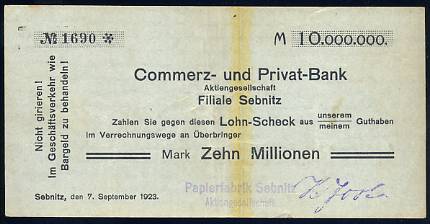 № 1690 *
M 10.000.000.
Commerz- und Privat-Bank
Aktiengesellschaft
Filiale Sebnitz
Nicht girieren!
Im Geschäftsverkehr wie
Bargeld zu behandeln!
Zahlen Sie gegen diesen Lohn-Scheck aus unserem meinem Guthaben
im Verrechnungswege an Überbringer
Mark Zehn Millionen
Sebnitz, den 7. September 1923.
Papierfabrik Sebnitz
Aktiengesellschaft